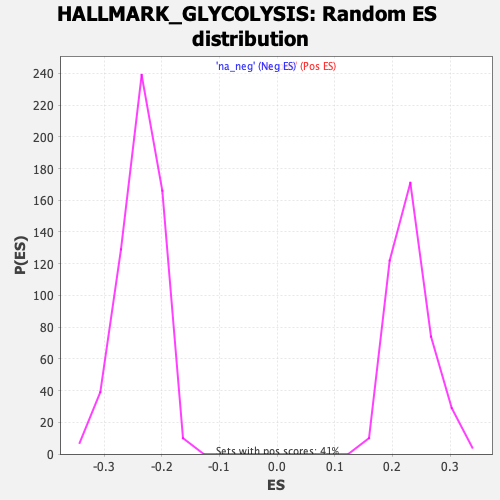 HALLMARK_GLYCOLYSIS: Random ES
distribution
'na_neg' (Neg ES) (Pos ES)
240
220
200
180
160
140
120
100
80
60
40
20
0
P(ES)
Sets with pos scores: 41%
-0.3 -0.2 -0.1 0.0 0.1 0.2 0.3
ES